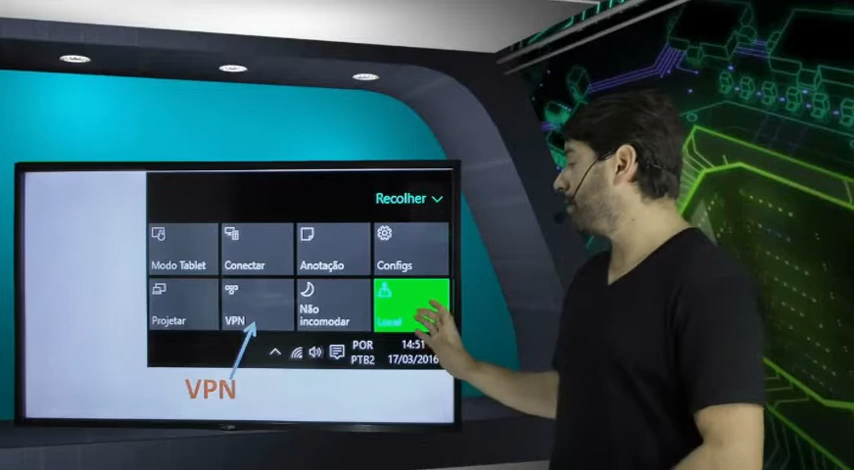 Recolher
Modo Tablet
Conectar
Anotação
Configs
Projetar
VPN
Não
incomodar
Local
POR
PTB2
14:51
17/03/2016
VPN